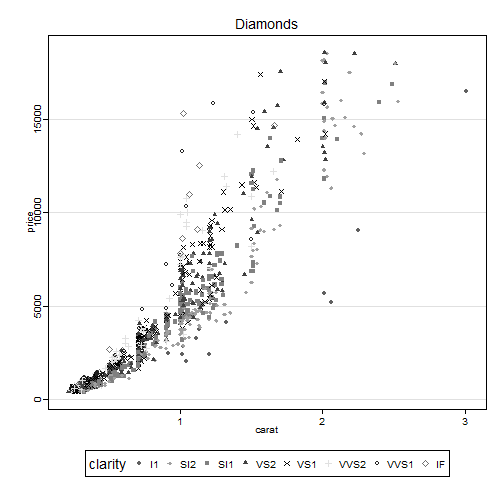 Diamonds
15000
10000
5000
0
price
1 2 3
carat
clarity I1 SI2 SI1 VS2 VS1 VVS2 VVS1 IF